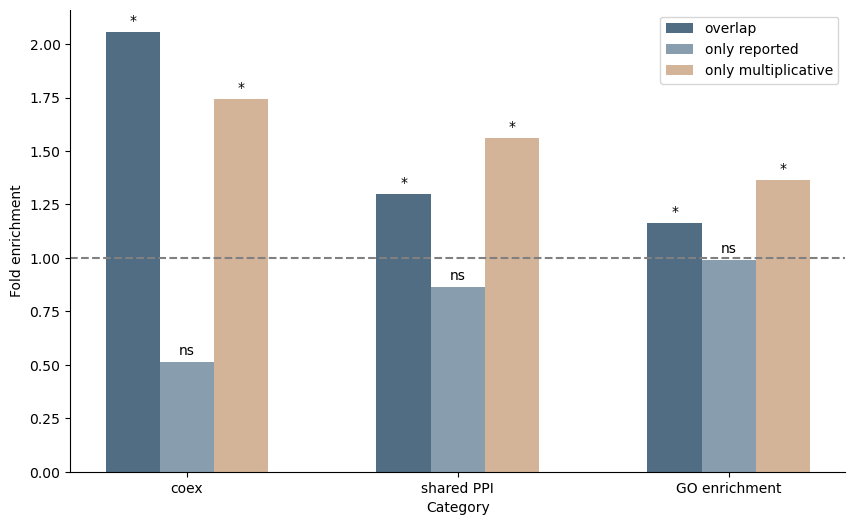 overlap
only reported
only multiplicative
Fold enrichment
2.00
1.75
1.50
1.25
1.00
0.75
0.50
0.25
0.00
*
ns
*
*
ns
*
*
ns
*
coex
shared PPI
GO enrichment
Category